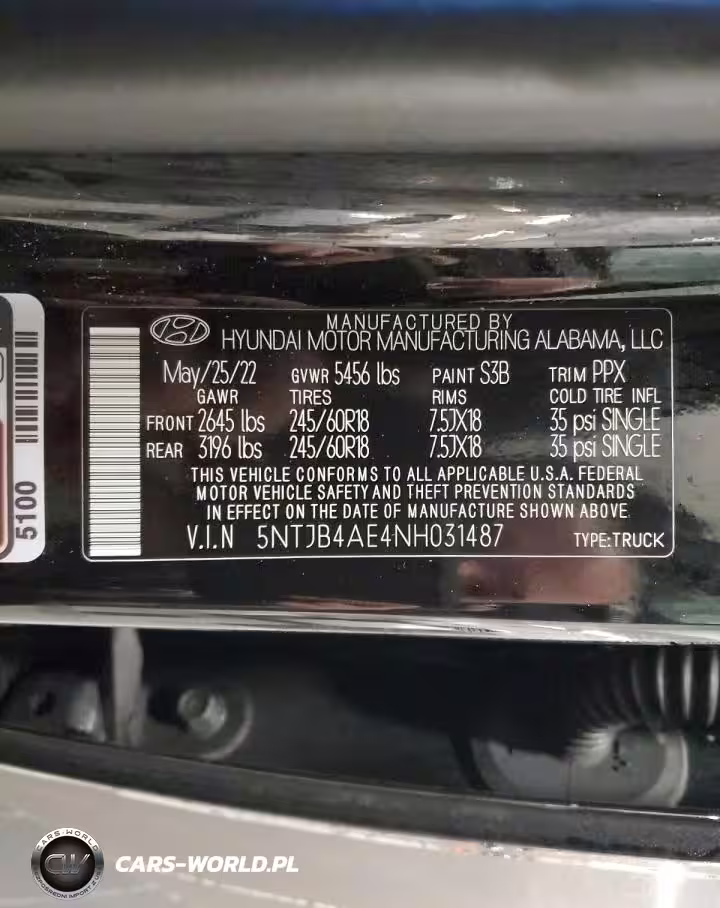 MANUFACTURED BY
HYUNDAI MOTOR MANUFACTURING ALABAMA, LLC
May/25/22 GVWR 5456 lbs PAINT S3B TRIM PPX
GAWR TIRES RIMS COLD TIRE INFL
FRONT 2645 lbs 245/60R18 7.5JX18 35 psi SINGLE
REAR 3196 lbs 245/60R18 7.5JX18 35 psi SINGLE
THIS VEHICLE CONFORMS TO ALL APPLICABLE U.S.A. FEDERAL
MOTOR VEHICLE SAFETY AND THEFT PREVENTION STANDARDS
IN EFFECT ON THE DATE OF MANUFACTURE SHOWN ABOVE.
V.I.N 5NTJB4AE4NH031487 TYPE:TRUCK
5100
CARS-WORLD
CW
CARS-WORLD.PL